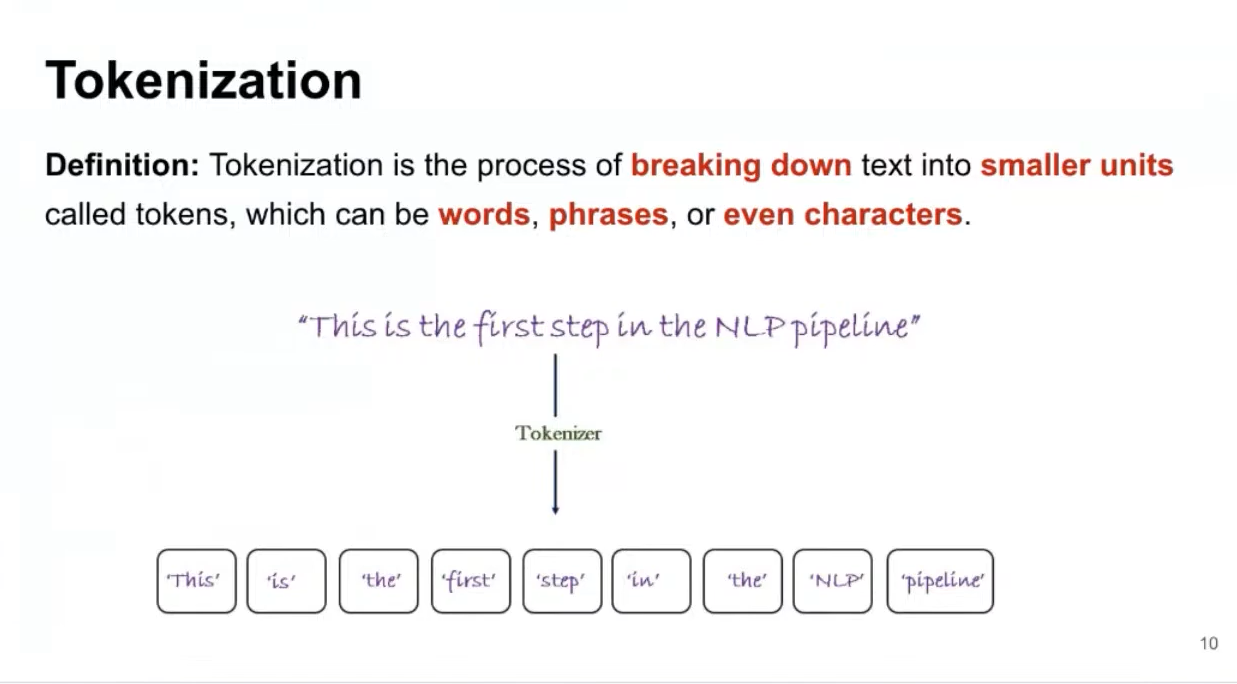 Tokenization
Definition: Tokenization is the process of breaking down text into smaller units
called tokens, which can be words, phrases, or even characters.
“This is the first step in the NLP pipeline”
Tokenizer
‘This’ ‘is’ ‘the’ ‘first’ ‘step’ ‘in’ ‘the’ ‘NLP’ ‘pipeline’
10